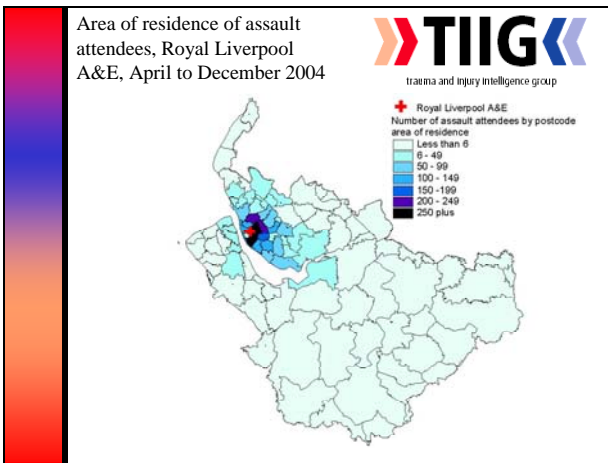 Area of residence of assault
attendees, Royal Liverpool
A&E, April to December 2004
TIIG
trauma and injury intelligence group
Royal Liverpool A&E
Number of assault attendees by postcode
area of residence
Less than 6
6 - 49
50 - 99
100 - 149
150 -199
200 - 249
250 plus